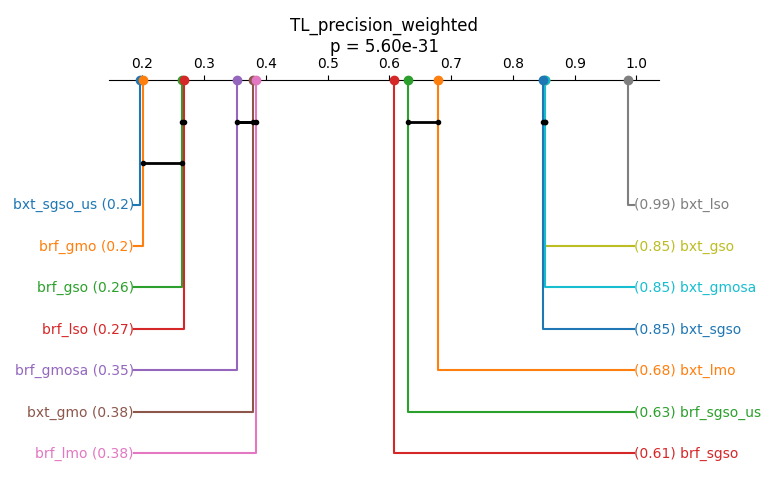 TL_precision_weighted
p = 5.60e-31
0.2 0.3 0.4 0.5 0.6 0.7 0.8 0.9 1.0
bxt_sgso_us (0.2) (0.99) bxt_lso
brf_gmo (0.2) (0.85) bxt_gso
brf_gso (0.26) (0.85) bxt_gmosa
brf_lso (0.27) (0.85) bxt_sgso
brf_gmosa (0.35) (0.68) bxt_lmo
bxt_gmo (0.38) (0.63) brf_sgso_us
brf_lmo (0.38) (0.61) brf_sgso